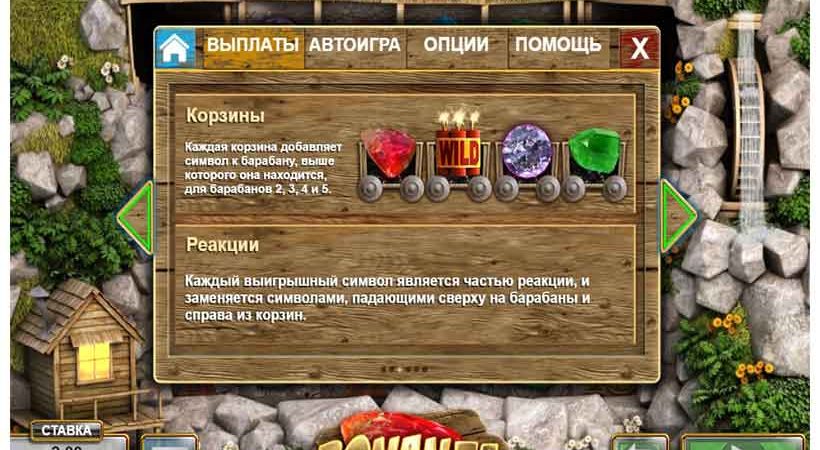 ВЫПЛАТЫ АВТОИГРА ОПЦИИ ПОМОЩЬ X
Корзины
Каждая корзина добавляет
символ к барабану, выше
которого она находится,
для барабанов 2, 3, 4 и 5.
WILD
Реакции
Каждый выигрышный символ является частью реакции, и
заменяется символами, падающими сверху на барабаны и
справа из корзин.
СТАВКА